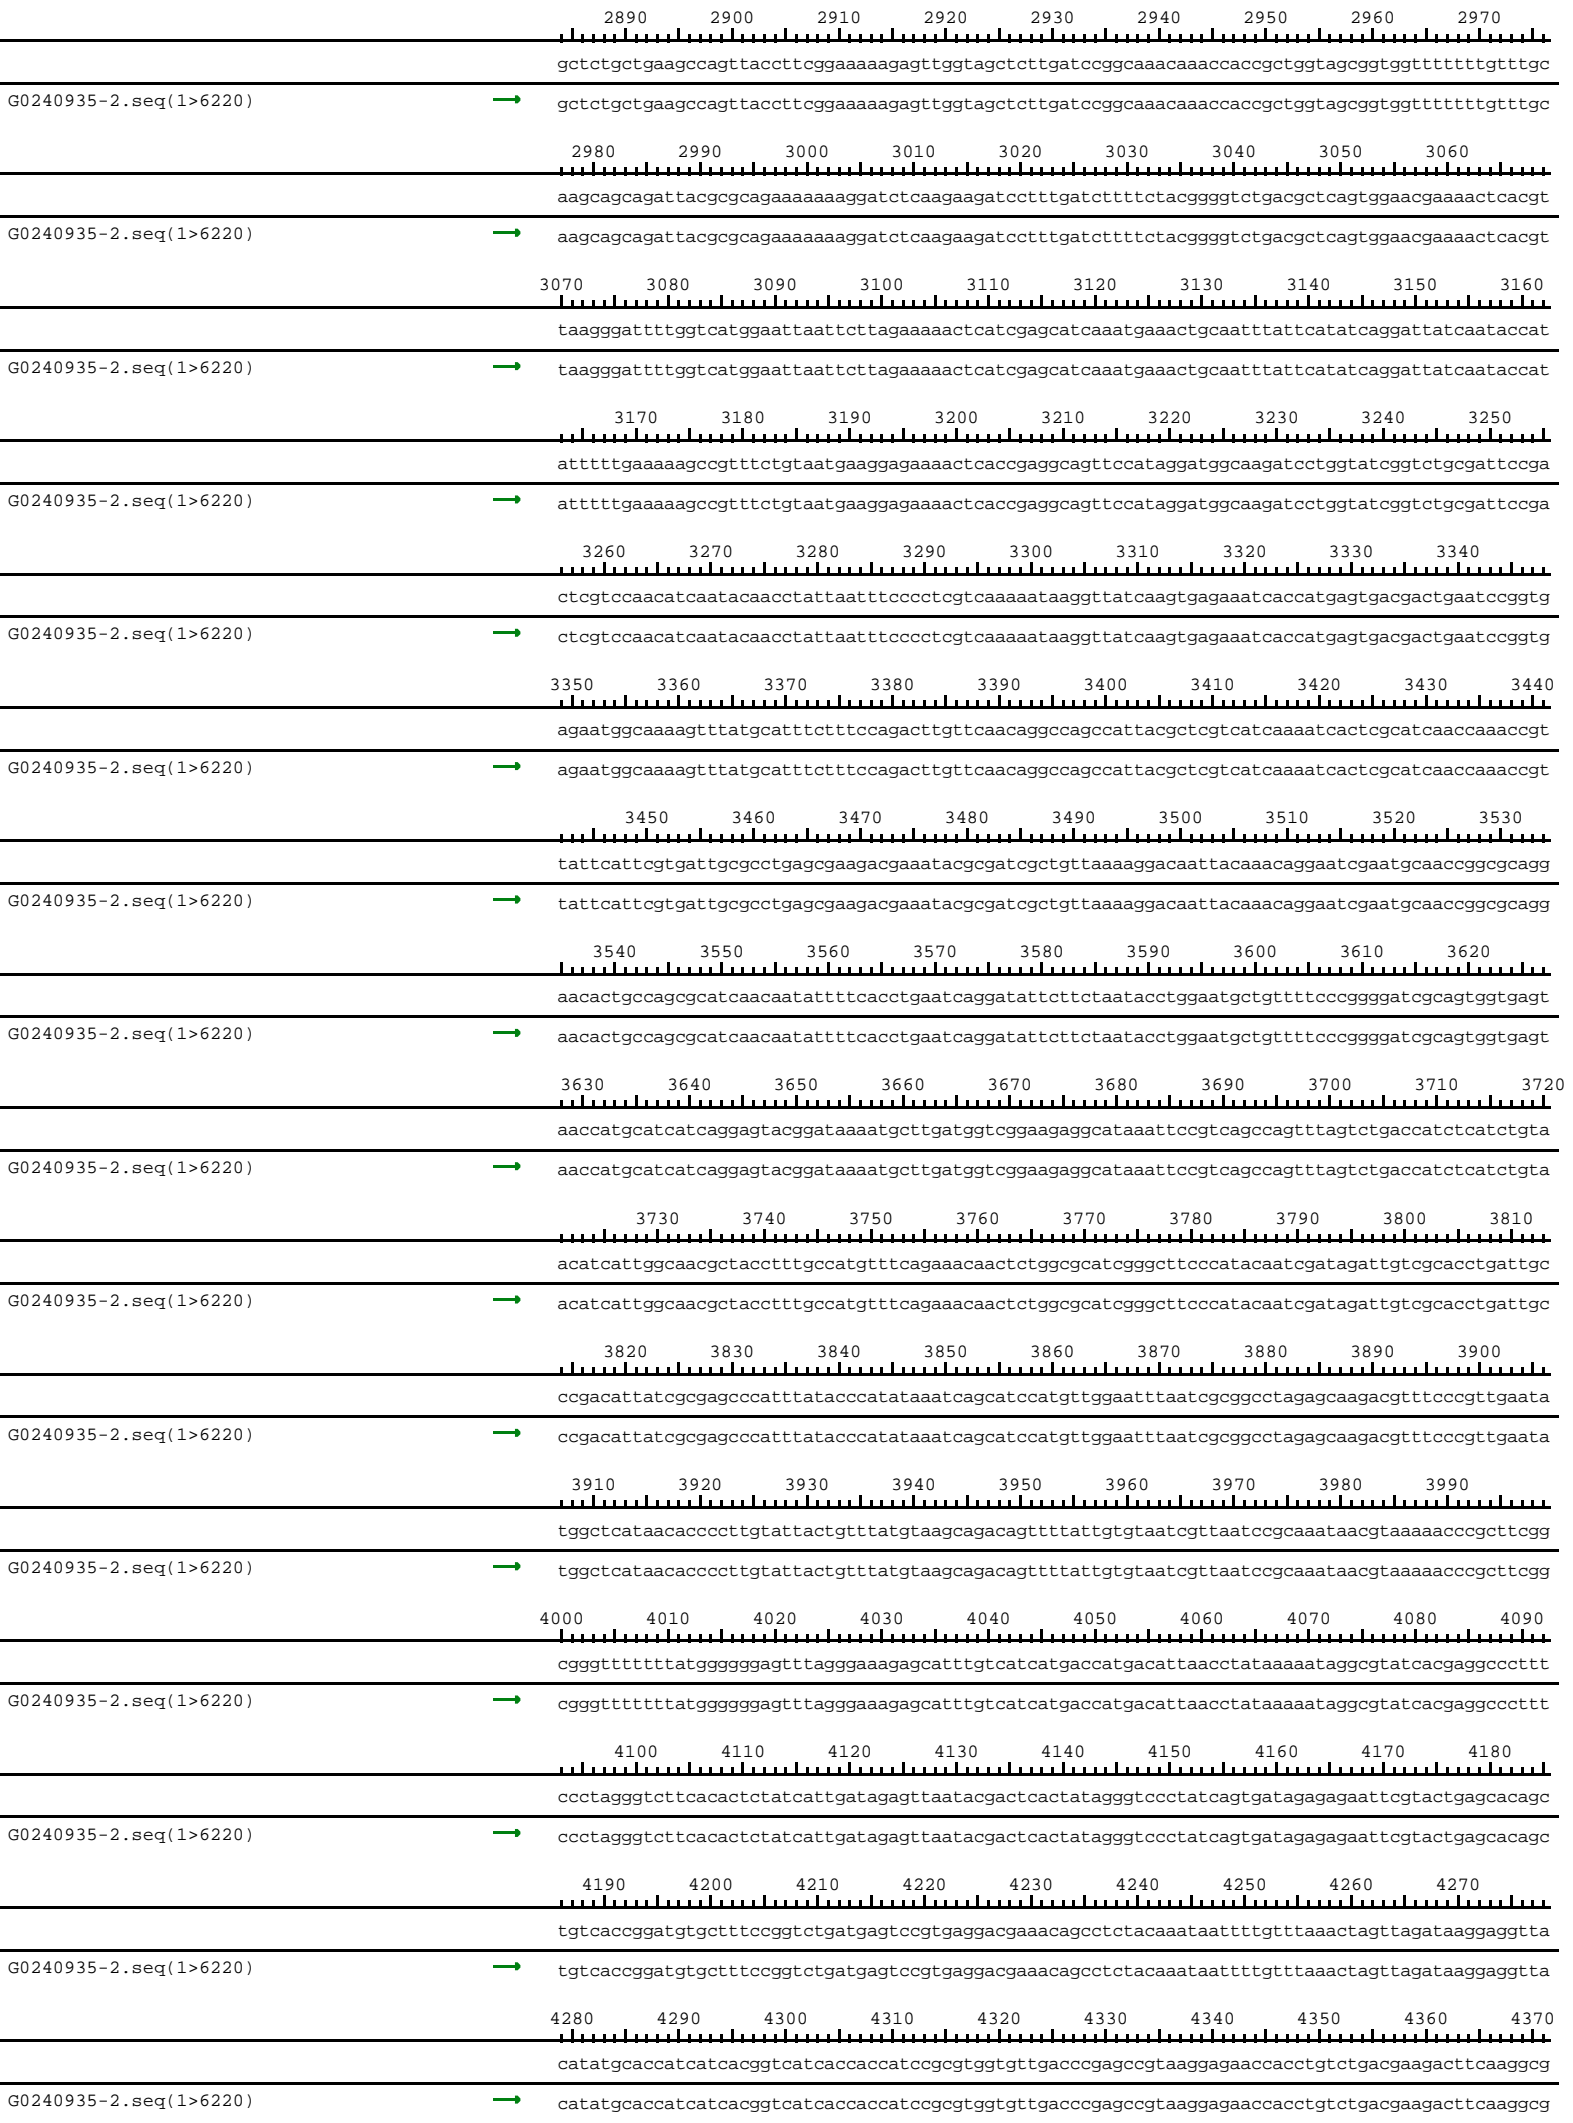 2890 2900 2910 2920 2930 2940 2950 2960 2970
gctctgctgaagccagttaccttcggaaaaagagttggtagctcttgatccggcaaacaaaccaccgctggtagcggtggtttttttgtttgc
G0240935-2.seq(1>6220) gctctgctgaagccagttaccttcggaaaaagagttggtagctcttgatccggcaaacaaaccaccgctggtagcggtggtttttttgtttgc
2980 2990 3000 3010 3020 3030 3040 3050 3060
aagcagcagattacgcgcagaaaaaaaggatctcaagaagatcctttgatcttttctacggggtctgacgctcagtggaacgaaaactcacgt
G0240935-2.seq(1>6220) aagcagcagattacgcgcagaaaaaaaggatctcaagaagatcctttgatcttttctacggggtctgacgctcagtggaacgaaaactcacgt
3070 3080 3090 3100 3110 3120 3130 3140 3150 3160
taagggattttggtcatggaattaattcttagaaaaactcatcgagcatcaaatgaaactgcaatttattcatatcaggattatcaataccat
G0240935-2.seq(1>6220) taagggattttggtcatggaattaattcttagaaaaactcatcgagcatcaaatgaaactgcaatttattcatatcaggattatcaataccat
3170 3180 3190 3200 3210 3220 3230 3240 3250
atttttgaaaaagccgtttctgtaatgaaggagaaaactcaccgaggcagttccataggatggcaagatcctggtatcggtctgcgattccga
G0240935-2.seq(1>6220) atttttgaaaaagccgtttctgtaatgaaggagaaaactcaccgaggcagttccataggatggcaagatcctggtatcggtctgcgattccga
3260 3270 3280 3290 3300 3310 3320 3330 3340
ctcgtccaacatcaatacaacctattaatttcccctcgtcaaaaataaggttatcaagtgagaaatcaccatgagtgacgactgaatccggtg
G0240935-2.seq(1>6220) ctcgtccaacatcaatacaacctattaatttcccctcgtcaaaaataaggttatcaagtgagaaatcaccatgagtgacgactgaatccggtg
3350 3360 3370 3380 3390 3400 3410 3420 3430 3440
agaatggcaaaagtttatgcatttctttccagacttgttcaacaggccagccattacgctcgtcatcaaaatcactcgcatcaaccaaaccgt
G0240935-2.seq(1>6220) agaatggcaaaagtttatgcatttctttccagacttgttcaacaggccagccattacgctcgtcatcaaaatcactcgcatcaaccaaaccgt
3450 3460 3470 3480 3490 3500 3510 3520 3530
tattcattcgtgattgcgcctgagcgaagacgaaatacgcgatcgctgttaaaaggacaattacaaacaggaatcgaatgcaaccggcgcagg
G0240935-2.seq(1>6220) tattcattcgtgattgcgcctgagcgaagacgaaatacgcgatcgctgttaaaaggacaattacaaacaggaatcgaatgcaaccggcgcagg
3540 3550 3560 3570 3580 3590 3600 3610 3620
aacactgccagcgcatcaacaatattttcacctgaatcaggatattcttctaatacctggaatgctgttttcccggggatcgcagtggtgagt
G0240935-2.seq(1>6220) aacactgccagcgcatcaacaatattttcacctgaatcaggatattcttctaatacctggaatgctgttttcccggggatcgcagtggtgagt
3630 3640 3650 3660 3670 3680 3690 3700 3710 3720
aaccatgcatcatcaggagtacggataaaatgcttgatggtcggaagaggcataaattccgtcagccagtttagtctgaccatctcatctgta
G0240935-2.seq(1>6220) aaccatgcatcatcaggagtacggataaaatgcttgatggtcggaagaggcataaattccgtcagccagtttagtctgaccatctcatctgta
3730 3740 3750 3760 3770 3780 3790 3800 3810
acatcattggcaacgctacctttgccatgtttcagaaacaactctggcgcatcgggcttcccatacaatcgatagattgtcgcacctgattgc
G0240935-2.seq(1>6220) acatcattggcaacgctacctttgccatgtttcagaaacaactctggcgcatcgggcttcccatacaatcgatagattgtcgcacctgattgc
3820 3830 3840 3850 3860 3870 3880 3890 3900
ccgacattatcgcgagcccatttatacccatataaatcagcatccatgttggaatttaatcgcggcctagagcaagacgtttcccgttgaata
G0240935-2.seq(1>6220) ccgacattatcgcgagcccatttatacccatataaatcagcatccatgttggaatttaatcgcggcctagagcaagacgtttcccgttgaata
3910 3920 3930 3940 3950 3960 3970 3980 3990
tggctcataacaccccttgtattactgtttatgtaagcagacagttttattgtgtaatcgttaatccgcaaataacgtaaaaacccgcttcgg
G0240935-2.seq(1>6220) tggctcataacaccccttgtattactgtttatgtaagcagacagttttattgtgtaatcgttaatccgcaaataacgtaaaaacccgcttcgg
4000 4010 4020 4030 4040 4050 4060 4070 4080 4090
cgggtttttttatggggggagtttagggaaagagcatttgtcatcatgaccatgacattaacctataaaaataggcgtatcacgaggcccttt
G0240935-2.seq(1>6220) cgggtttttttatggggggagtttagggaaagagcatttgtcatcatgaccatgacattaacctataaaaataggcgtatcacgaggcccttt
4100 4110 4120 4130 4140 4150 4160 4170 4180
ccctagggtcttcacactctatcattgatagagttaatacgactcactatagggtccctatcagtgatagagagaattcgtactgagcacagc
G0240935-2.seq(1>6220) ccctagggtcttcacactctatcattgatagagttaatacgactcactatagggtccctatcagtgatagagagaattcgtactgagcacagc
4190 4200 4210 4220 4230 4240 4250 4260 4270
tgtcaccggatgtgctttccggtctgatgagtccgtgaggacgaaacagcctctacaaataattttgtttaaactagttagataaggaggtta
G0240935-2.seq(1>6220) tgtcaccggatgtgctttccggtctgatgagtccgtgaggacgaaacagcctctacaaataattttgtttaaactagttagataaggaggtta
4280 4290 4300 4310 4320 4330 4340 4350 4360 4370
catatgcaccatcatcacggtcatcaccaccatccgcgtggtgttgacccgagccgtaaggagaaccacctgtctgacgaagacttcaaggcg
G0240935-2.seq(1>6220) catatgcaccatcatcacggtcatcaccaccatccgcgtggtgttgacccgagccgtaaggagaaccacctgtctgacgaagacttcaaggcg